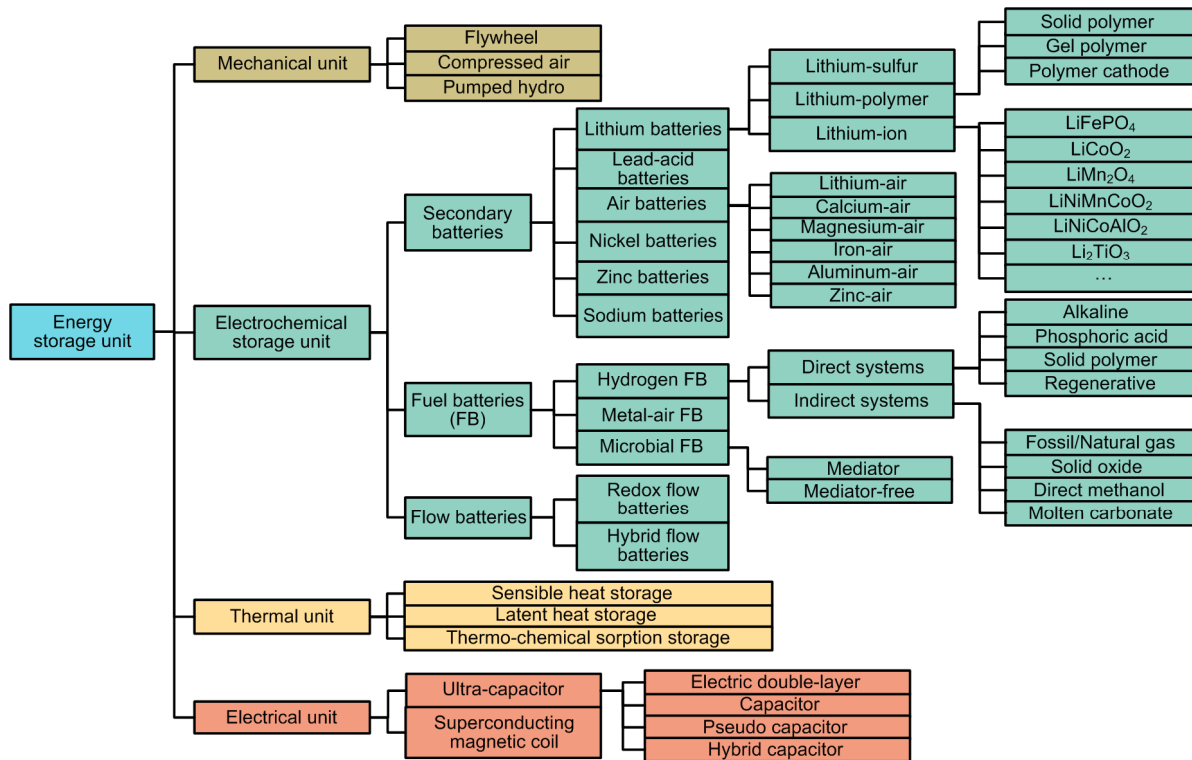 Energy
storage unit
Mechanical unit
Flywheel
Compressed air
Pumped hydro
Electrochemical
storage unit
Secondary
batteries
Lithium batteries
Lithium-sulfur
Lithium-polymer
Solid polymer
Gel polymer
Polymer cathode
Lithium-ion
LiFePO₄
LiCoO₂
LiMn₂O₄
LiNiMnCoO₂
LiNiCoAlO₂
Li₂TiO₃
...
Lead-acid
batteries
Air batteries
Lithium-air
Calcium-air
Magnesium-air
Iron-air
Aluminum-air
Zinc-air
Nickel batteries
Zinc batteries
Sodium batteries
Fuel batteries
(FB)
Hydrogen FB
Direct systems
Alkaline
Phosphoric acid
Solid polymer
Regenerative
Indirect systems
Fossil/Natural gas
Solid oxide
Direct methanol
Molten carbonate
Metal-air FB
Microbial FB
Mediator
Mediator-free
Flow batteries
Redox flow
batteries
Hybrid flow
batteries
Thermal unit
Sensible heat storage
Latent heat storage
Thermo-chemical sorption storage
Electrical unit
Ultra-capacitor
Electric double-layer
Capacitor
Pseudo capacitor
Hybrid capacitor
Superconducting
magnetic coil